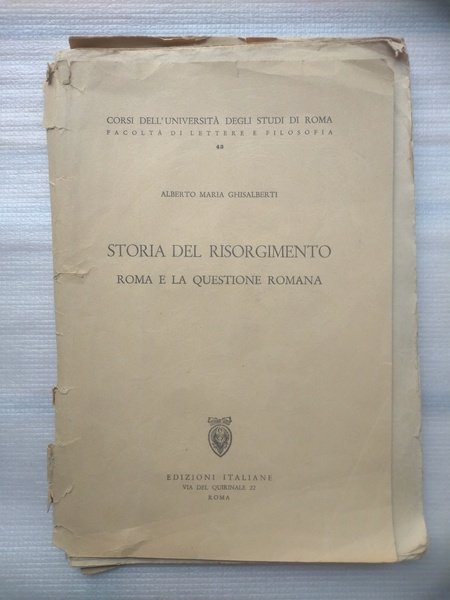 CORSI DELL'UNIVERSITÀ DEGLI STUDI DI ROMA
FACOLTÀ DI LETTERE E FILOSOFIA
43
ALBERTO MARIA GHISALBERTI
STORIA DEL RISORGIMENTO
ROMA E LA QUESTIONE ROMANA
EDIZIONI ITALIANE
VIA DEL QUIRINALE 22
ROMA